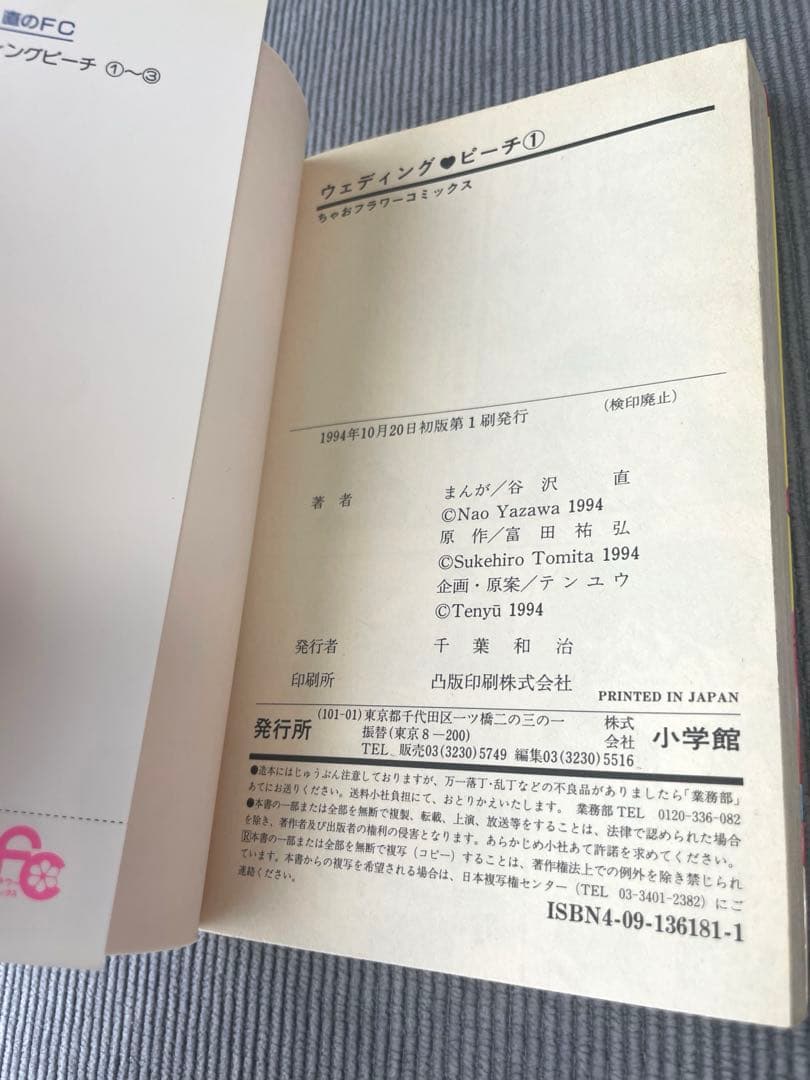 直のFC
ィングピーチ ①〜③
ウェディング♥ピーチ①
ちゃおフラワーコミックス
1994年10月20日初版第1刷発行
（検印廃止）
著者
まんが／谷沢 直
©Nao Yazawa 1994
原作／富田祐弘
©Sukehiro Tomita 1994
企画・原案／テンユウ
©Tenyū 1994
発行者 千葉和治
印刷所 凸版印刷株式会社
PRINTED IN JAPAN
発行所
(101-01)東京都千代田区一ツ橋二の三の一
振替(東京8—200)
TEL 販売03(3230)5749 編集03(3230)5516
株式会社 小学館
●造本にはじゅうぶん注意しておりますが、万一落丁・乱丁などの不良品がありましたら「業務部」
あてにお送りください。送料小社負担にて、おとりかえいたします。 業務部TEL 0120-336-082
●本書の一部または全部を無断で複製、転載、上演、放送等をすることは、法律で認められた場合
を除き、著作者及び出版者の権利の侵害となります。あらかじめ小社あて許諾を求めてください。
Ⓡ本書の一部または全部を無断で複写（コピー）することは、著作権法上での例外を除き禁じられ
ています。本書からの複写を希望される場合は、日本複写権センター（TEL 03-3401-2382）にご
連絡ください。
ISBN4-09-136181-1